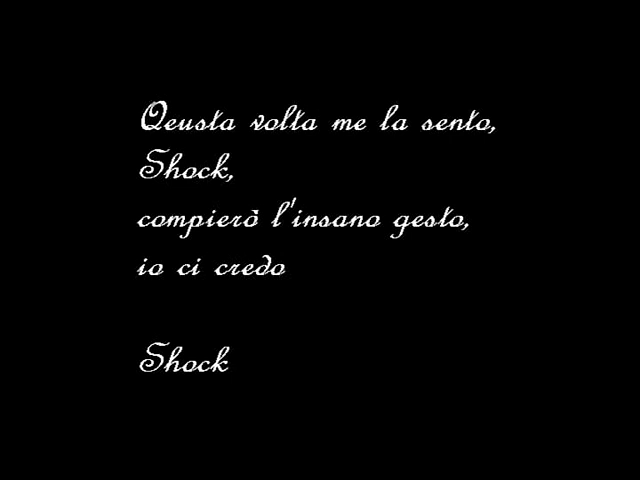 Qeusta volta me la sento,
Shock,
compierò l'insano gesto,
io ci credo
Shock